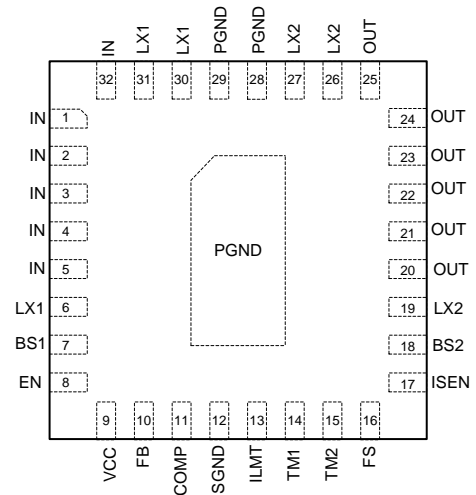 IN LX1 LX1 PGND PGND LX2 LX2 OUT
32 31 30 29 28 27 26 25
IN 1 24 OUT
IN 2 23 OUT
IN 3 22 OUT
IN 4 21 OUT
PGND
IN 5 20 OUT
LX1 6 19 LX2
BS1 7 18 BS2
EN 8 17 ISEN
9 10 11 12 13 14 15 16
VCC FB COMP SGND ILMT TM1 TM2 FS